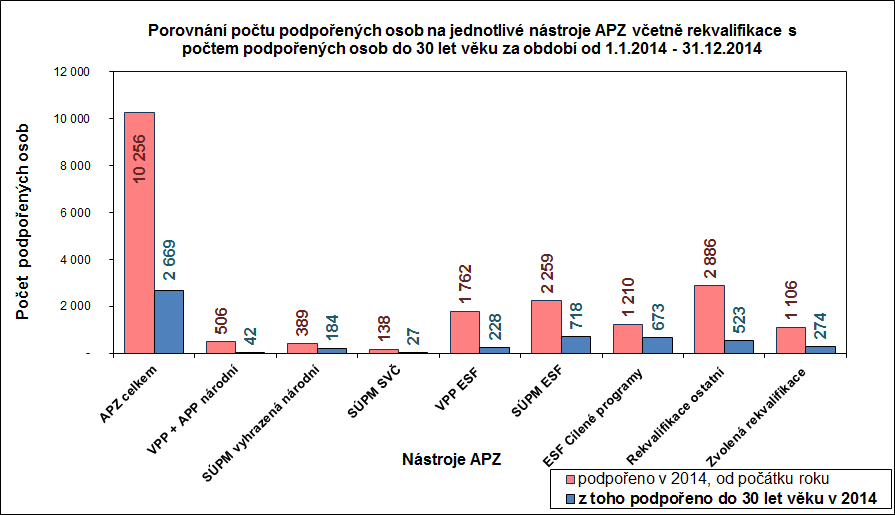 Porovnání počtu podpořených osob na jednotlivé nástroje APZ včetně rekvalifikace s
počtem podpořených osob do 30 let věku za období od 1.1.2014 - 31.12.2014
Počet podpořených osob
12 000
10 000
8 000
6 000
4 000
2 000
-
10 256
2 669
506
42
389
184
138
27
1 762
228
2 259
718
1 210
673
2 886
523
1 106
274
APZ celkem
VPP + APP národní
SÚPM vyhrazená národní
SÚPM SVČ
VPP ESF
SÚPM ESF
ESF Cílené programy
Rekvalifikace ostatní
Zvolená rekvalifikace
Nástroje APZ
podpořeno v 2014, od počátku roku
z toho podpořeno do 30 let věku v 2014